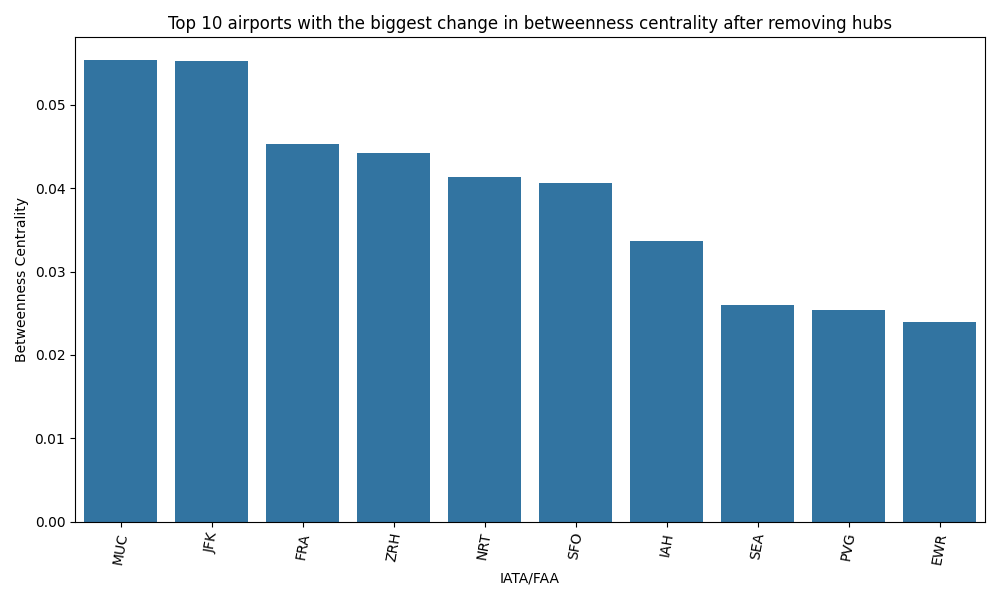 Top 10 airports with the biggest change in betweenness centrality after removing hubs
Betweenness Centrality
0.05
0.04
0.03
0.02
0.01
0.00
MUC
JFK
FRA
ZRH
NRT
SFO
IAH
SEA
PVG
EWR
IATA/FAA